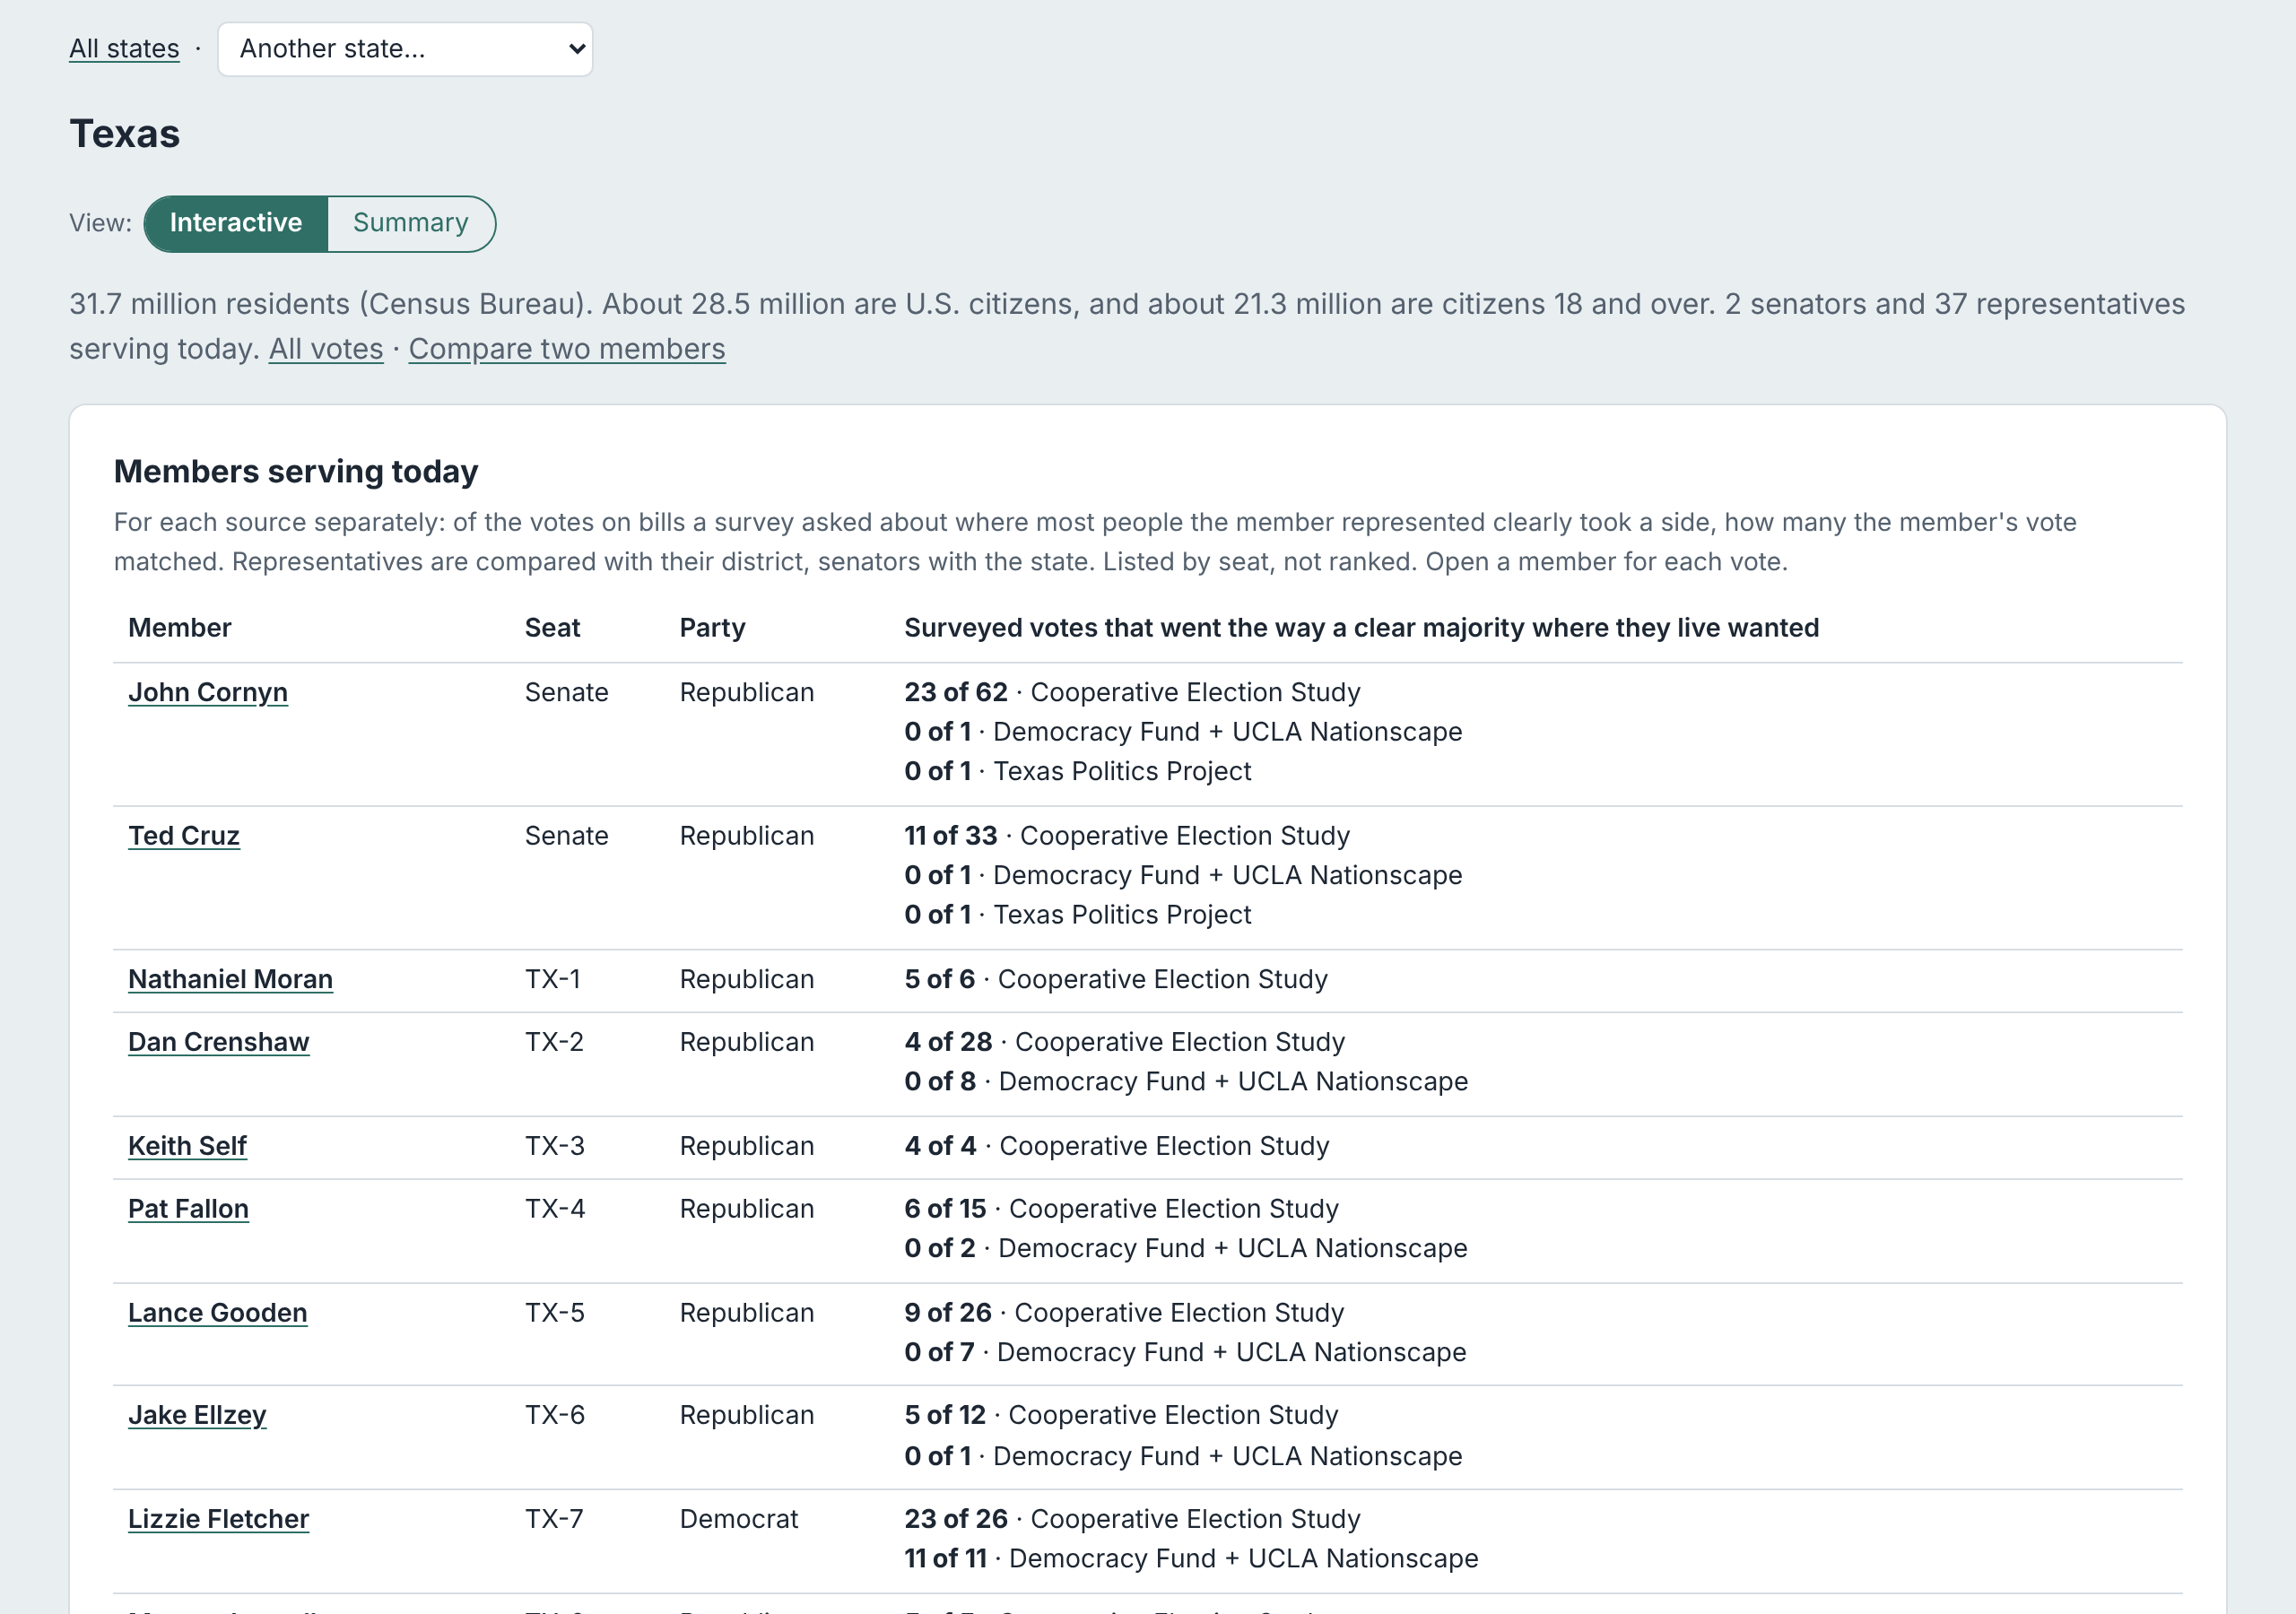 All states · Another state...
Texas
View: Interactive Summary
31.7 million residents (Census Bureau). About 28.5 million are U.S. citizens, and about 21.3 million are citizens 18 and over. 2 senators and 37 representatives
serving today. All votes · Compare two members
Members serving today
For each source separately: of the votes on bills a survey asked about where most people the member represented clearly took a side, how many the member's vote
matched. Representatives are compared with their district, senators with the state. Listed by seat, not ranked. Open a member for each vote.
Member Seat Party Surveyed votes that went the way a clear majority where they live wanted
John Cornyn Senate Republican 23 of 62 · Cooperative Election Study
0 of 1 · Democracy Fund + UCLA Nationscape
0 of 1 · Texas Politics Project
Ted Cruz Senate Republican 11 of 33 · Cooperative Election Study
0 of 1 · Democracy Fund + UCLA Nationscape
0 of 1 · Texas Politics Project
Nathaniel Moran TX-1 Republican 5 of 6 · Cooperative Election Study
Dan Crenshaw TX-2 Republican 4 of 28 · Cooperative Election Study
0 of 8 · Democracy Fund + UCLA Nationscape
Keith Self TX-3 Republican 4 of 4 · Cooperative Election Study
Pat Fallon TX-4 Republican 6 of 15 · Cooperative Election Study
0 of 2 · Democracy Fund + UCLA Nationscape
Lance Gooden TX-5 Republican 9 of 26 · Cooperative Election Study
0 of 7 · Democracy Fund + UCLA Nationscape
Jake Ellzey TX-6 Republican 5 of 12 · Cooperative Election Study
0 of 1 · Democracy Fund + UCLA Nationscape
Lizzie Fletcher TX-7 Democrat 23 of 26 · Cooperative Election Study
11 of 11 · Democracy Fund + UCLA Nationscape